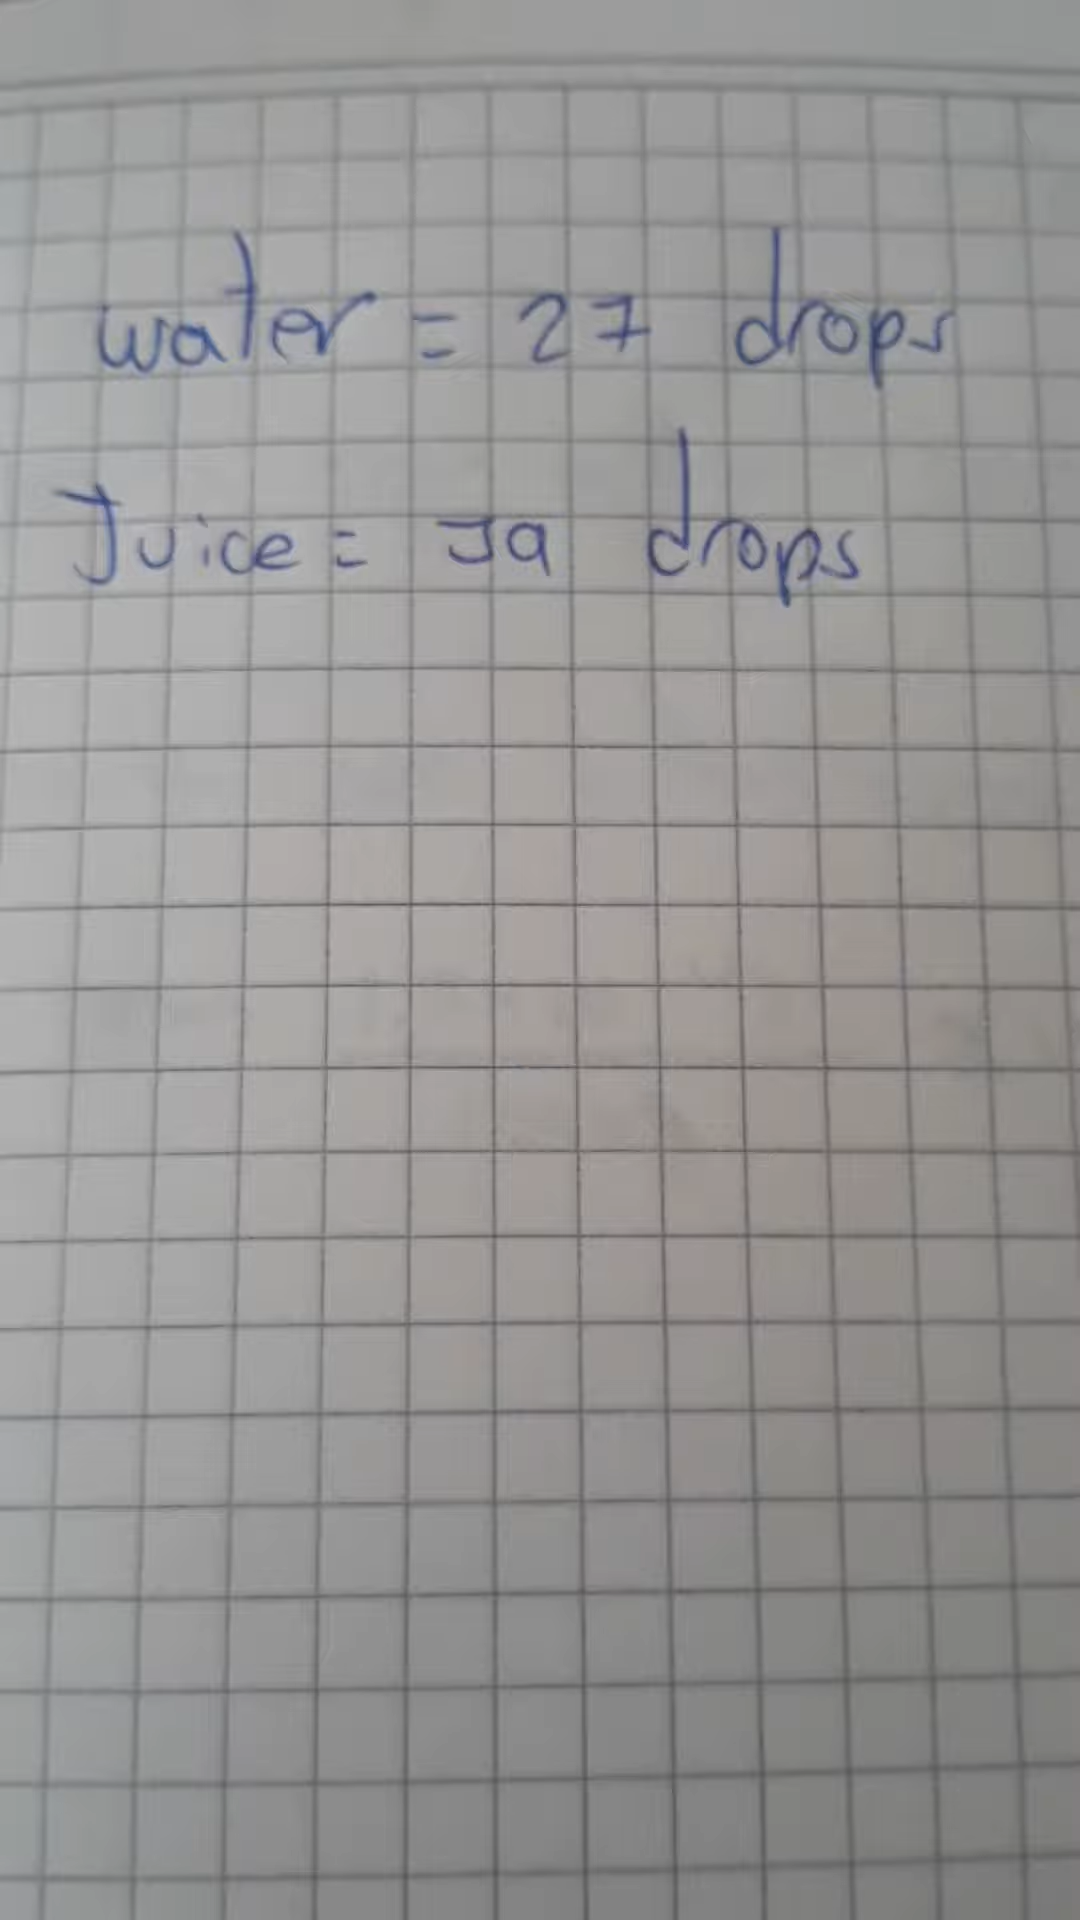 water = 27 drops
Juice = drops